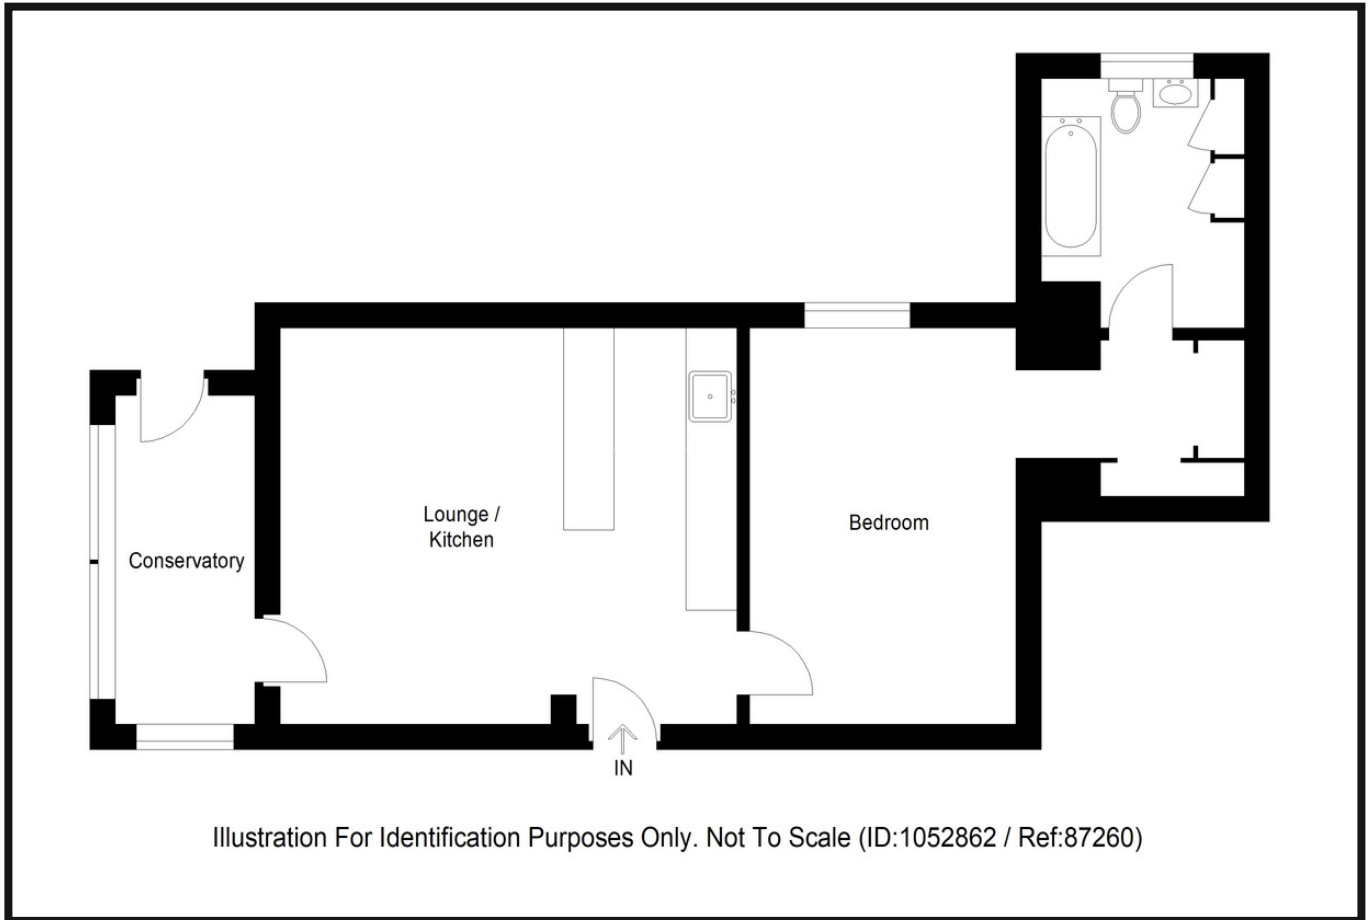 Lounge /
Kitchen
Bedroom
Conservatory
IN
Illustration For Identification Purposes Only. Not To Scale (ID:1052862 / Ref:87260)